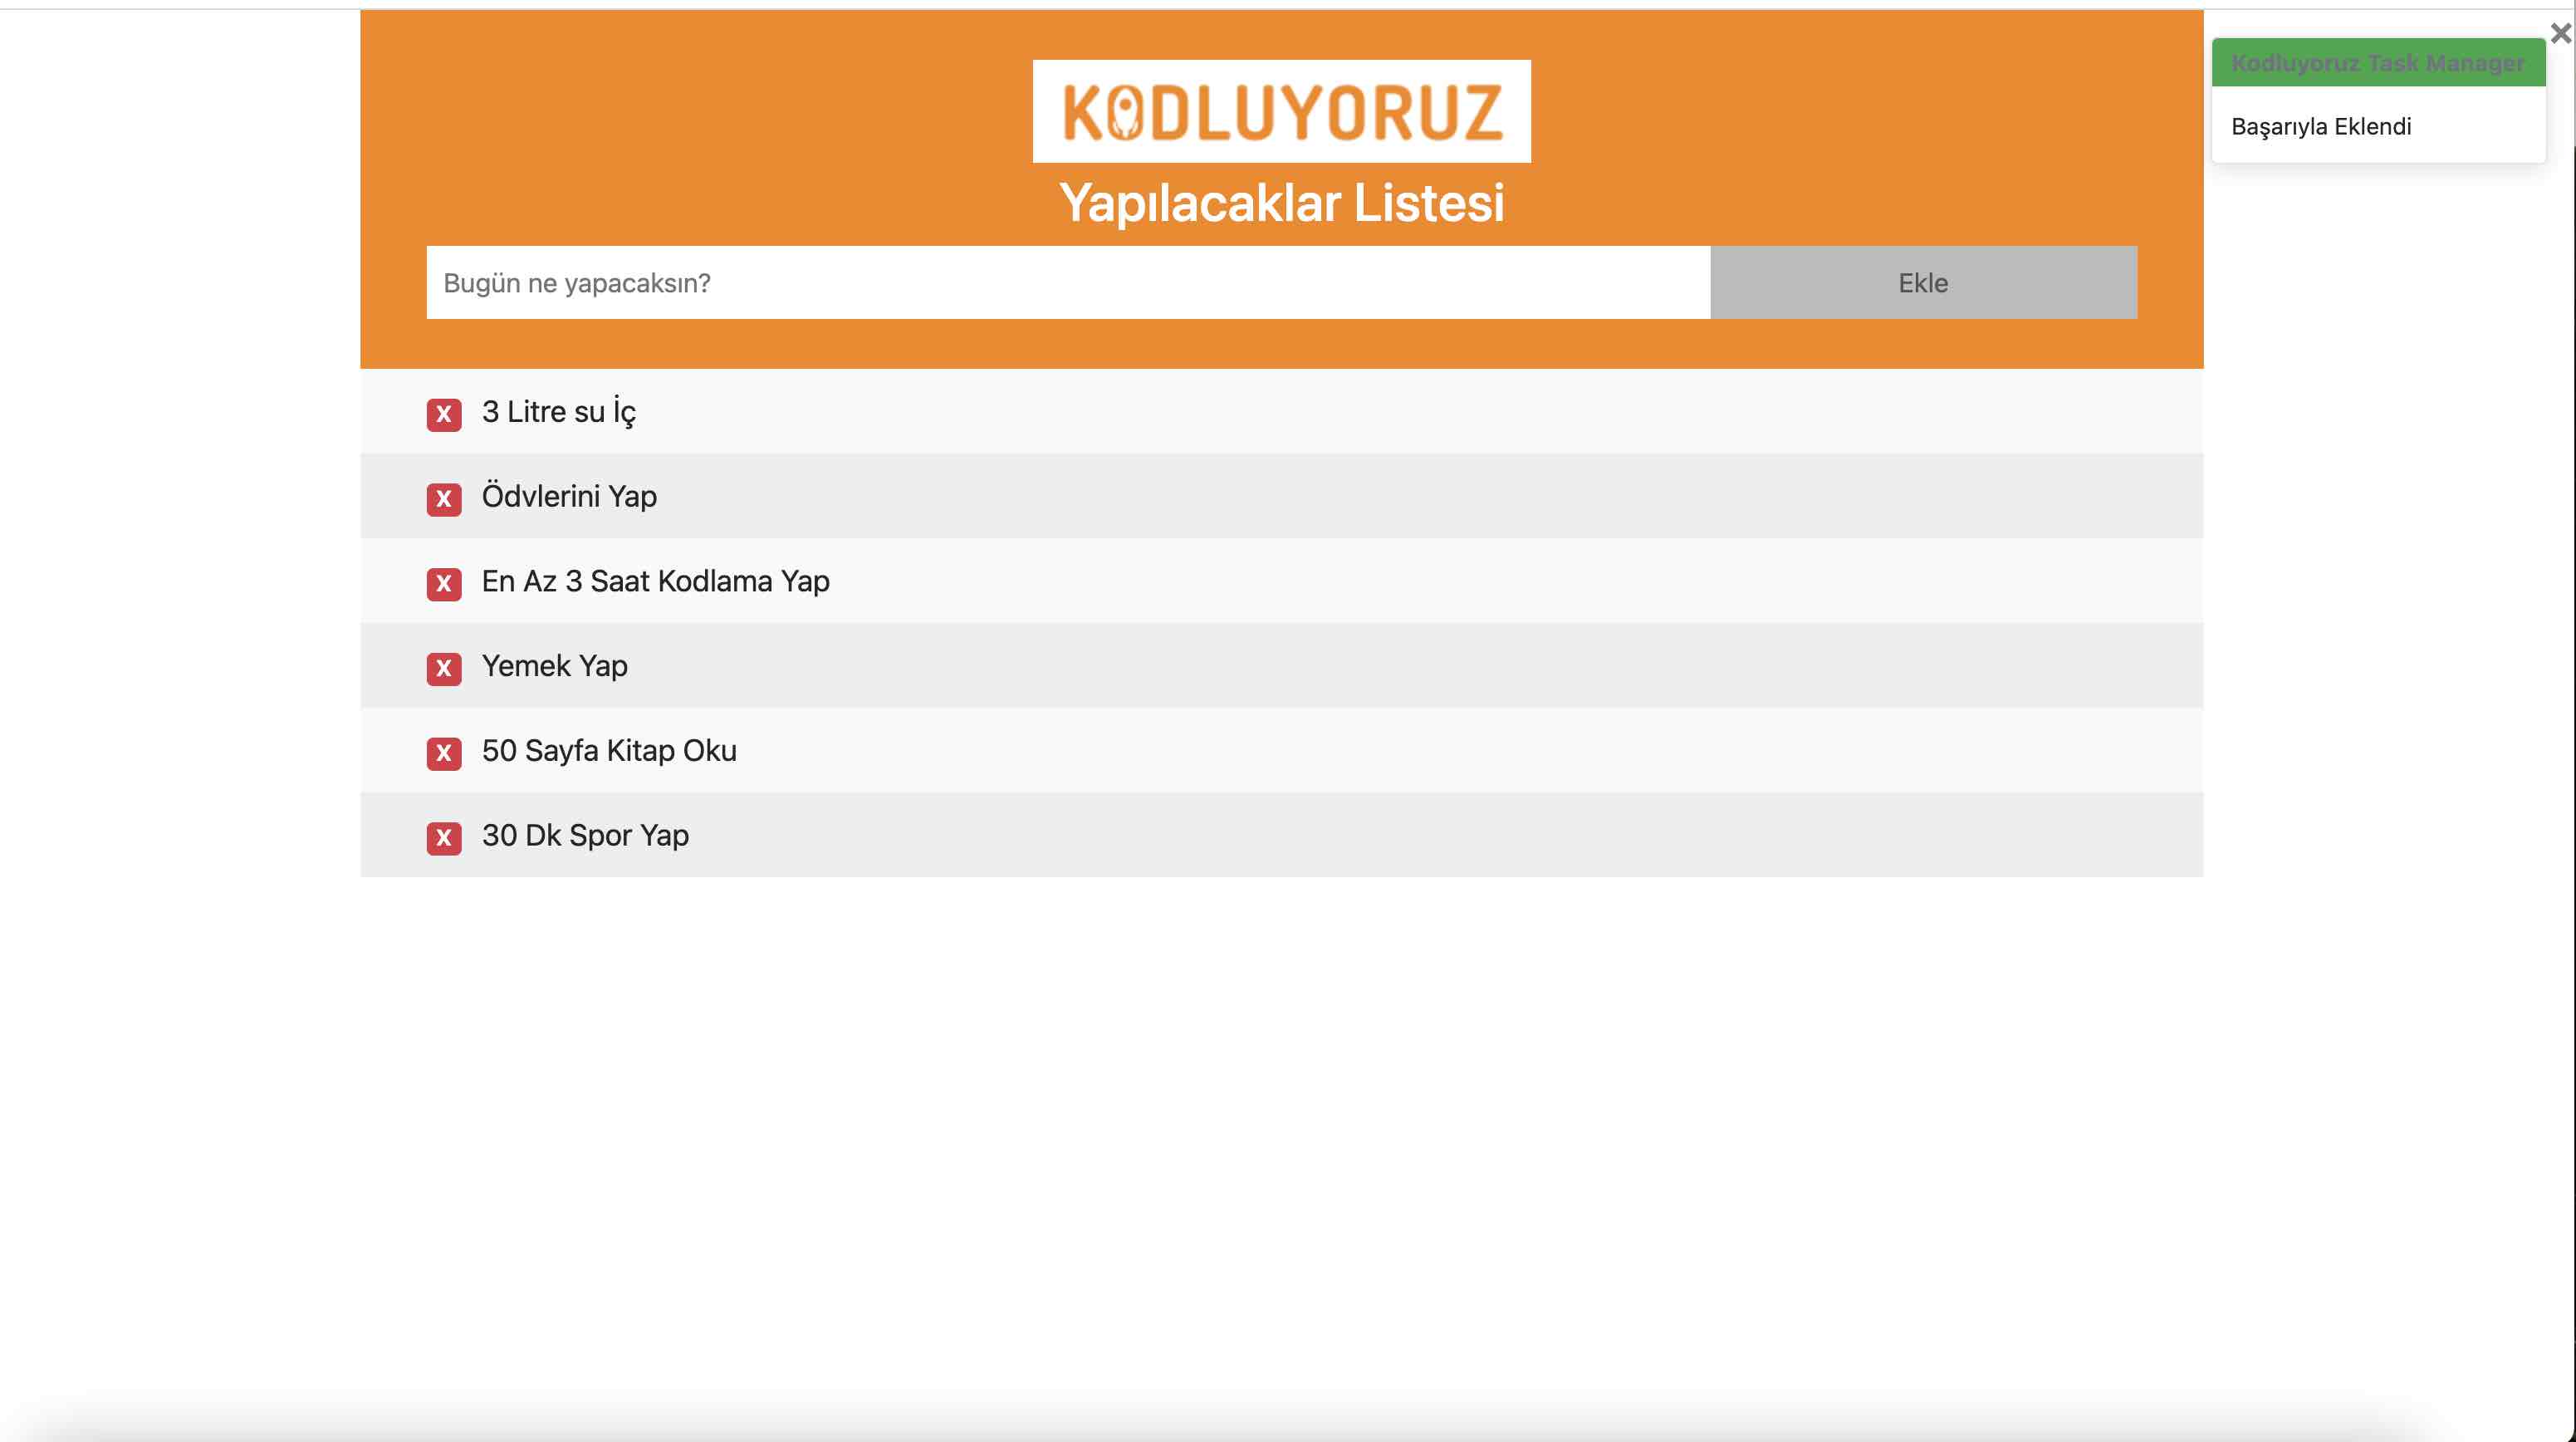 KODLUYORUZ
Kodluyoruz Task Manager
Başarıyla Eklendi
Yapılacaklar Listesi
Bugün ne yapacaksın?
Ekle
X 3 Litre su İç
X Ödvlerini Yap
X En Az 3 Saat Kodlama Yap
X Yemek Yap
X 50 Sayfa Kitap Oku
X 30 Dk Spor Yap